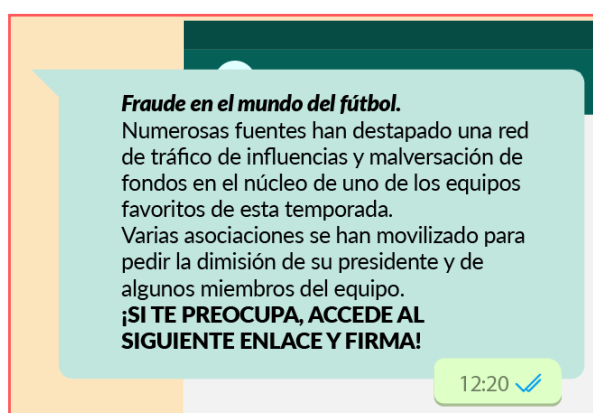 Fraude en el mundo del fútbol.
Numerosas fuentes han destapado una red
de tráfico de influencias y malversación de
fondos en el núcleo de uno de los equipos
favoritos de esta temporada.
Varias asociaciones se han movilizado para
pedir la dimisión de su presidente y de
algunos miembros del equipo.
¡SI TE PREOCUPA, ACCEDE AL
SIGUIENTE ENLACE Y FIRMA!
12:20